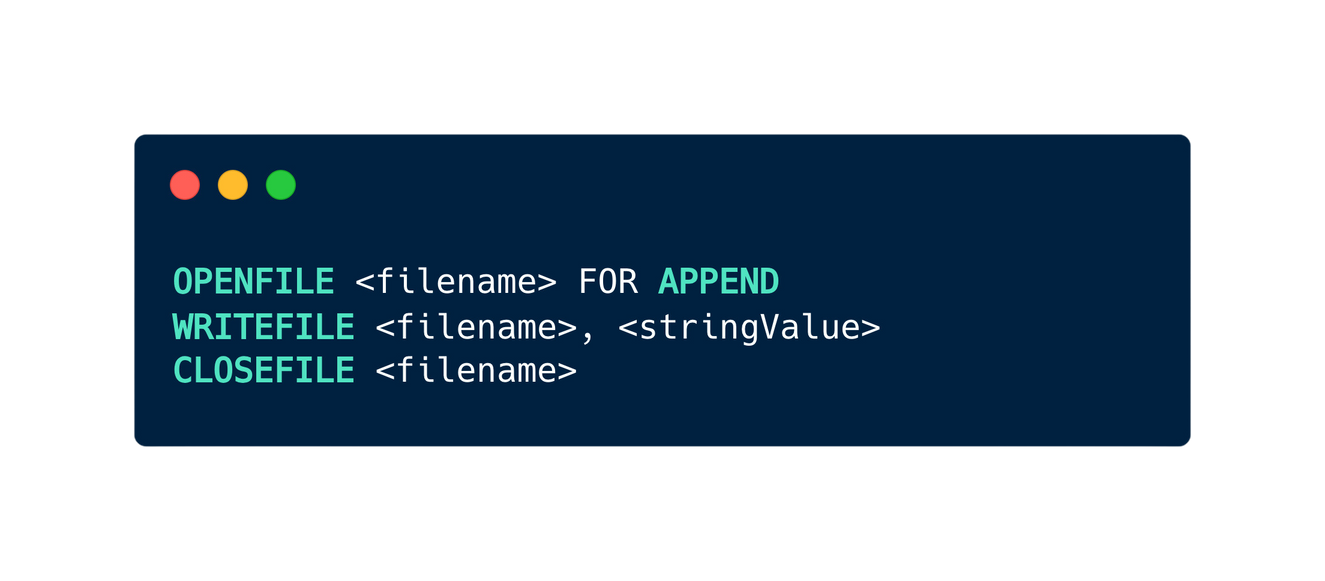 OPENFILE <filename> FOR APPEND
WRITEFILE <filename>, <stringValue>
CLOSEFILE <filename>